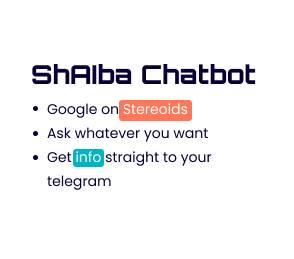 ShAIba Chatbot
• Google on Stereoids
• Ask whatever you want
• Get info straight to your
telegram